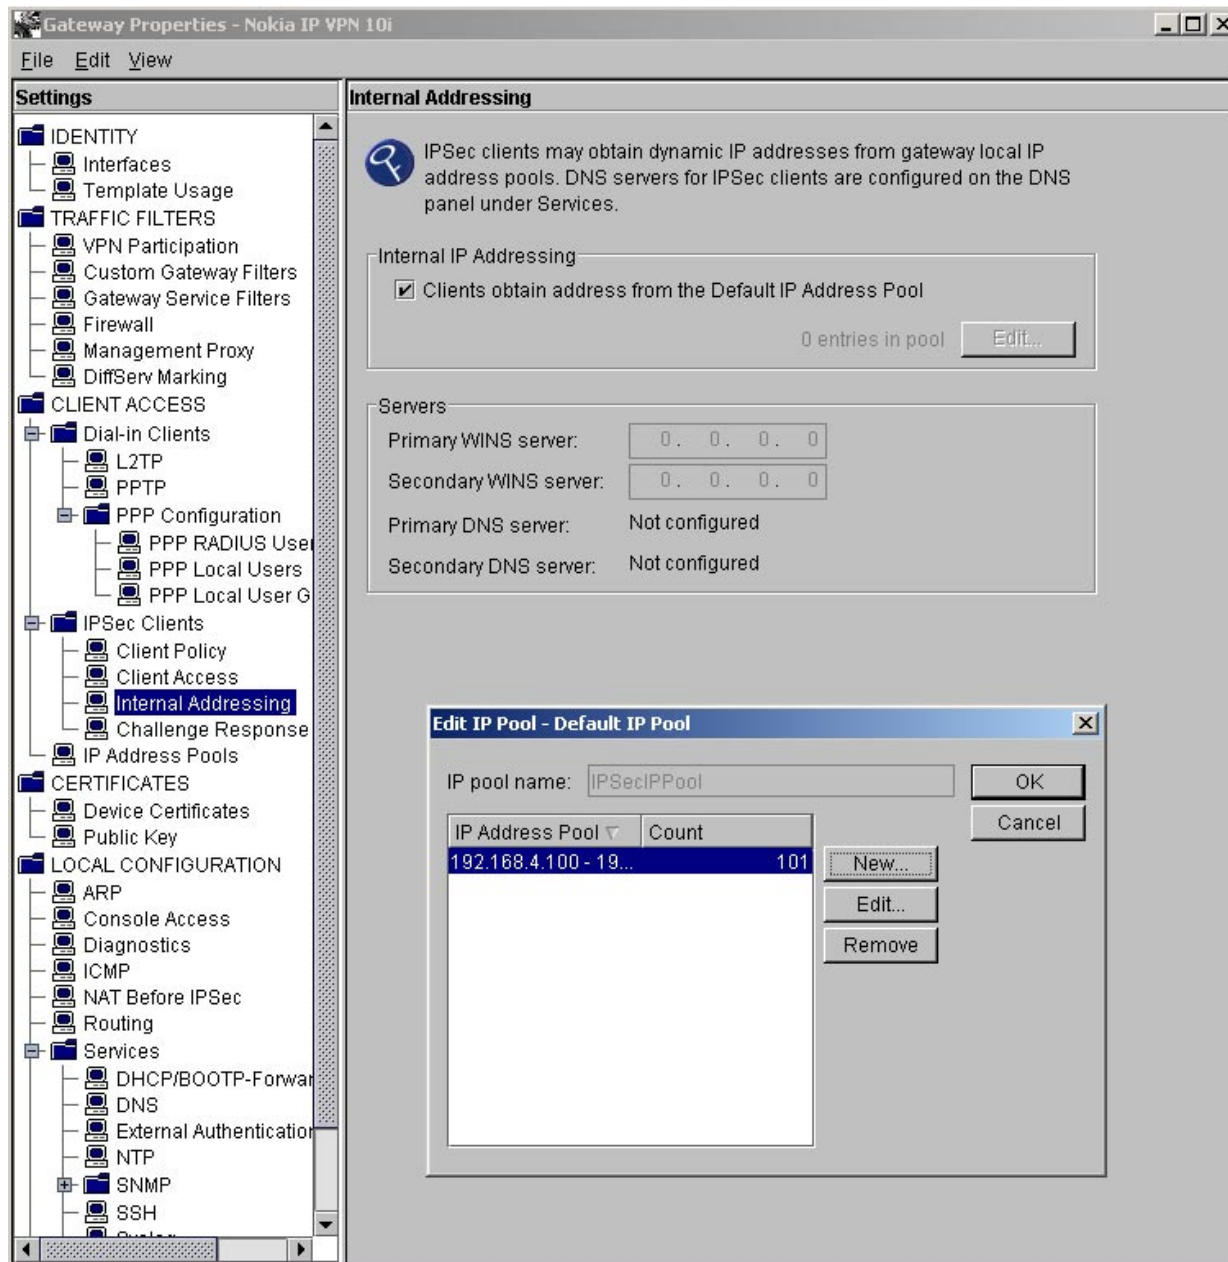 Gateway Properties - Nokia IP VPN 10i
File Edit View
Settings
IDENTITY
Interfaces
Template Usage
TRAFFIC FILTERS
VPN Participation
Custom Gateway Filters
Gateway Service Filters
Firewall
Management Proxy
DiffServ Marking
CLIENT ACCESS
Dial-in Clients
L2TP
PPTP
PPP Configuration
PPP RADIUS User
PPP Local Users
PPP Local User G
IPSec Clients
Client Policy
Client Access
Internal Addressing
Challenge Response
IP Address Pools
CERTIFICATES
Device Certificates
Public Key
LOCAL CONFIGURATION
ARP
Console Access
Diagnostics
ICMP
NAT Before IPSec
Routing
Services
DHCP/BOOTP-Forwar
DNS
External Authentication
NTP
SNMP
SSH
Internal Addressing
IPSec clients may obtain dynamic IP addresses from gateway local IP
address pools. DNS servers for IPSec clients are configured on the DNS
panel under Services.
Internal IP Addressing
Clients obtain address from the Default IP Address Pool
0 entries in pool Edit...
Servers
Primary WINS server: 0. 0. 0. 0
Secondary WINS server: 0. 0. 0. 0
Primary DNS server: Not configured
Secondary DNS server: Not configured
Edit IP Pool - Default IP Pool
IP pool name: IPSecIPPool OK
Cancel
IP Address Pool Count
192.168.4.100 - 19... 101 New...
Edit...
Remove